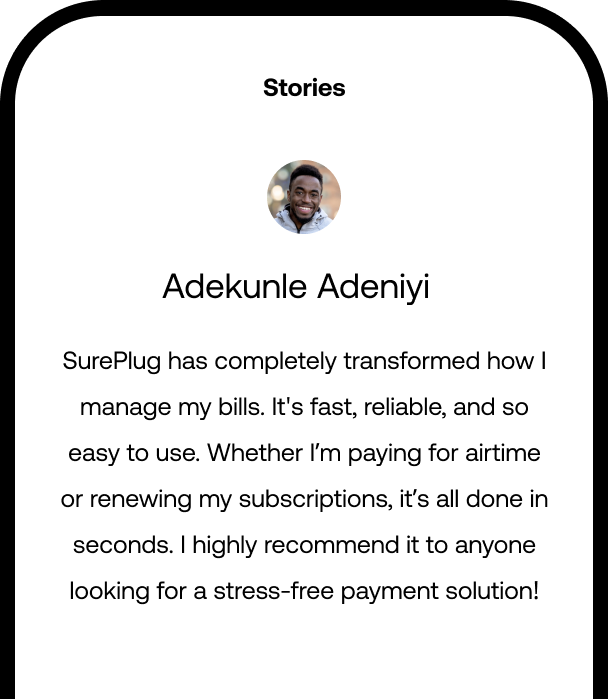 Stories
Adekunle Adeniyi
SurePlug has completely transformed how I
manage my bills. It's fast, reliable, and so
easy to use. Whether I’m paying for airtime
or renewing my subscriptions, it’s all done in
seconds. I highly recommend it to anyone
looking for a stress-free payment solution!